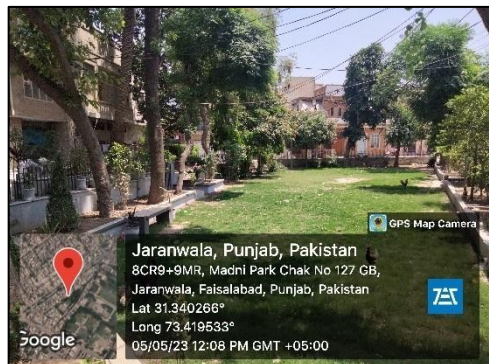 GPS Map Camera
Jaranwala, Punjab, Pakistan
8CR9+9MR, Madni Park Chak No 127 GB,
Jaranwala, Faisalabad, Punjab, Pakistan
Lat 31.340266°
Long 73.419533°
05/05/23 12:08 PM GMT +05:00
Google